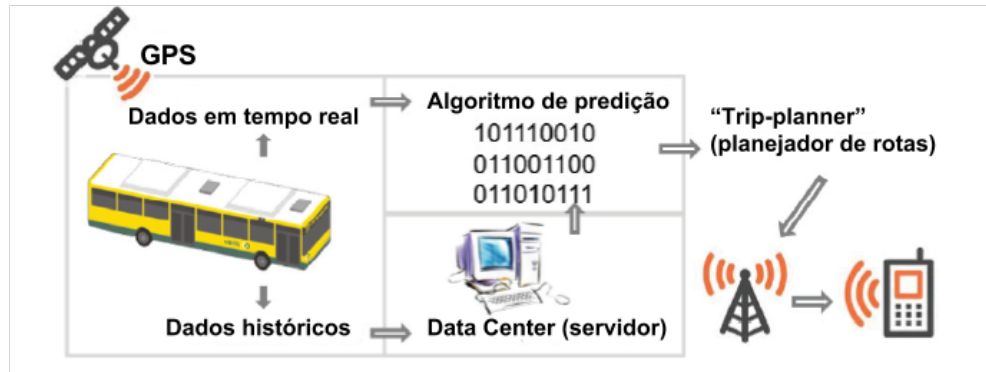 GPS
Dados em tempo real
Algoritmo de predição
101110010
011001100
011010111
“Trip-planner”
(planejador de rotas)
Dados históricos
Data Center (servidor)